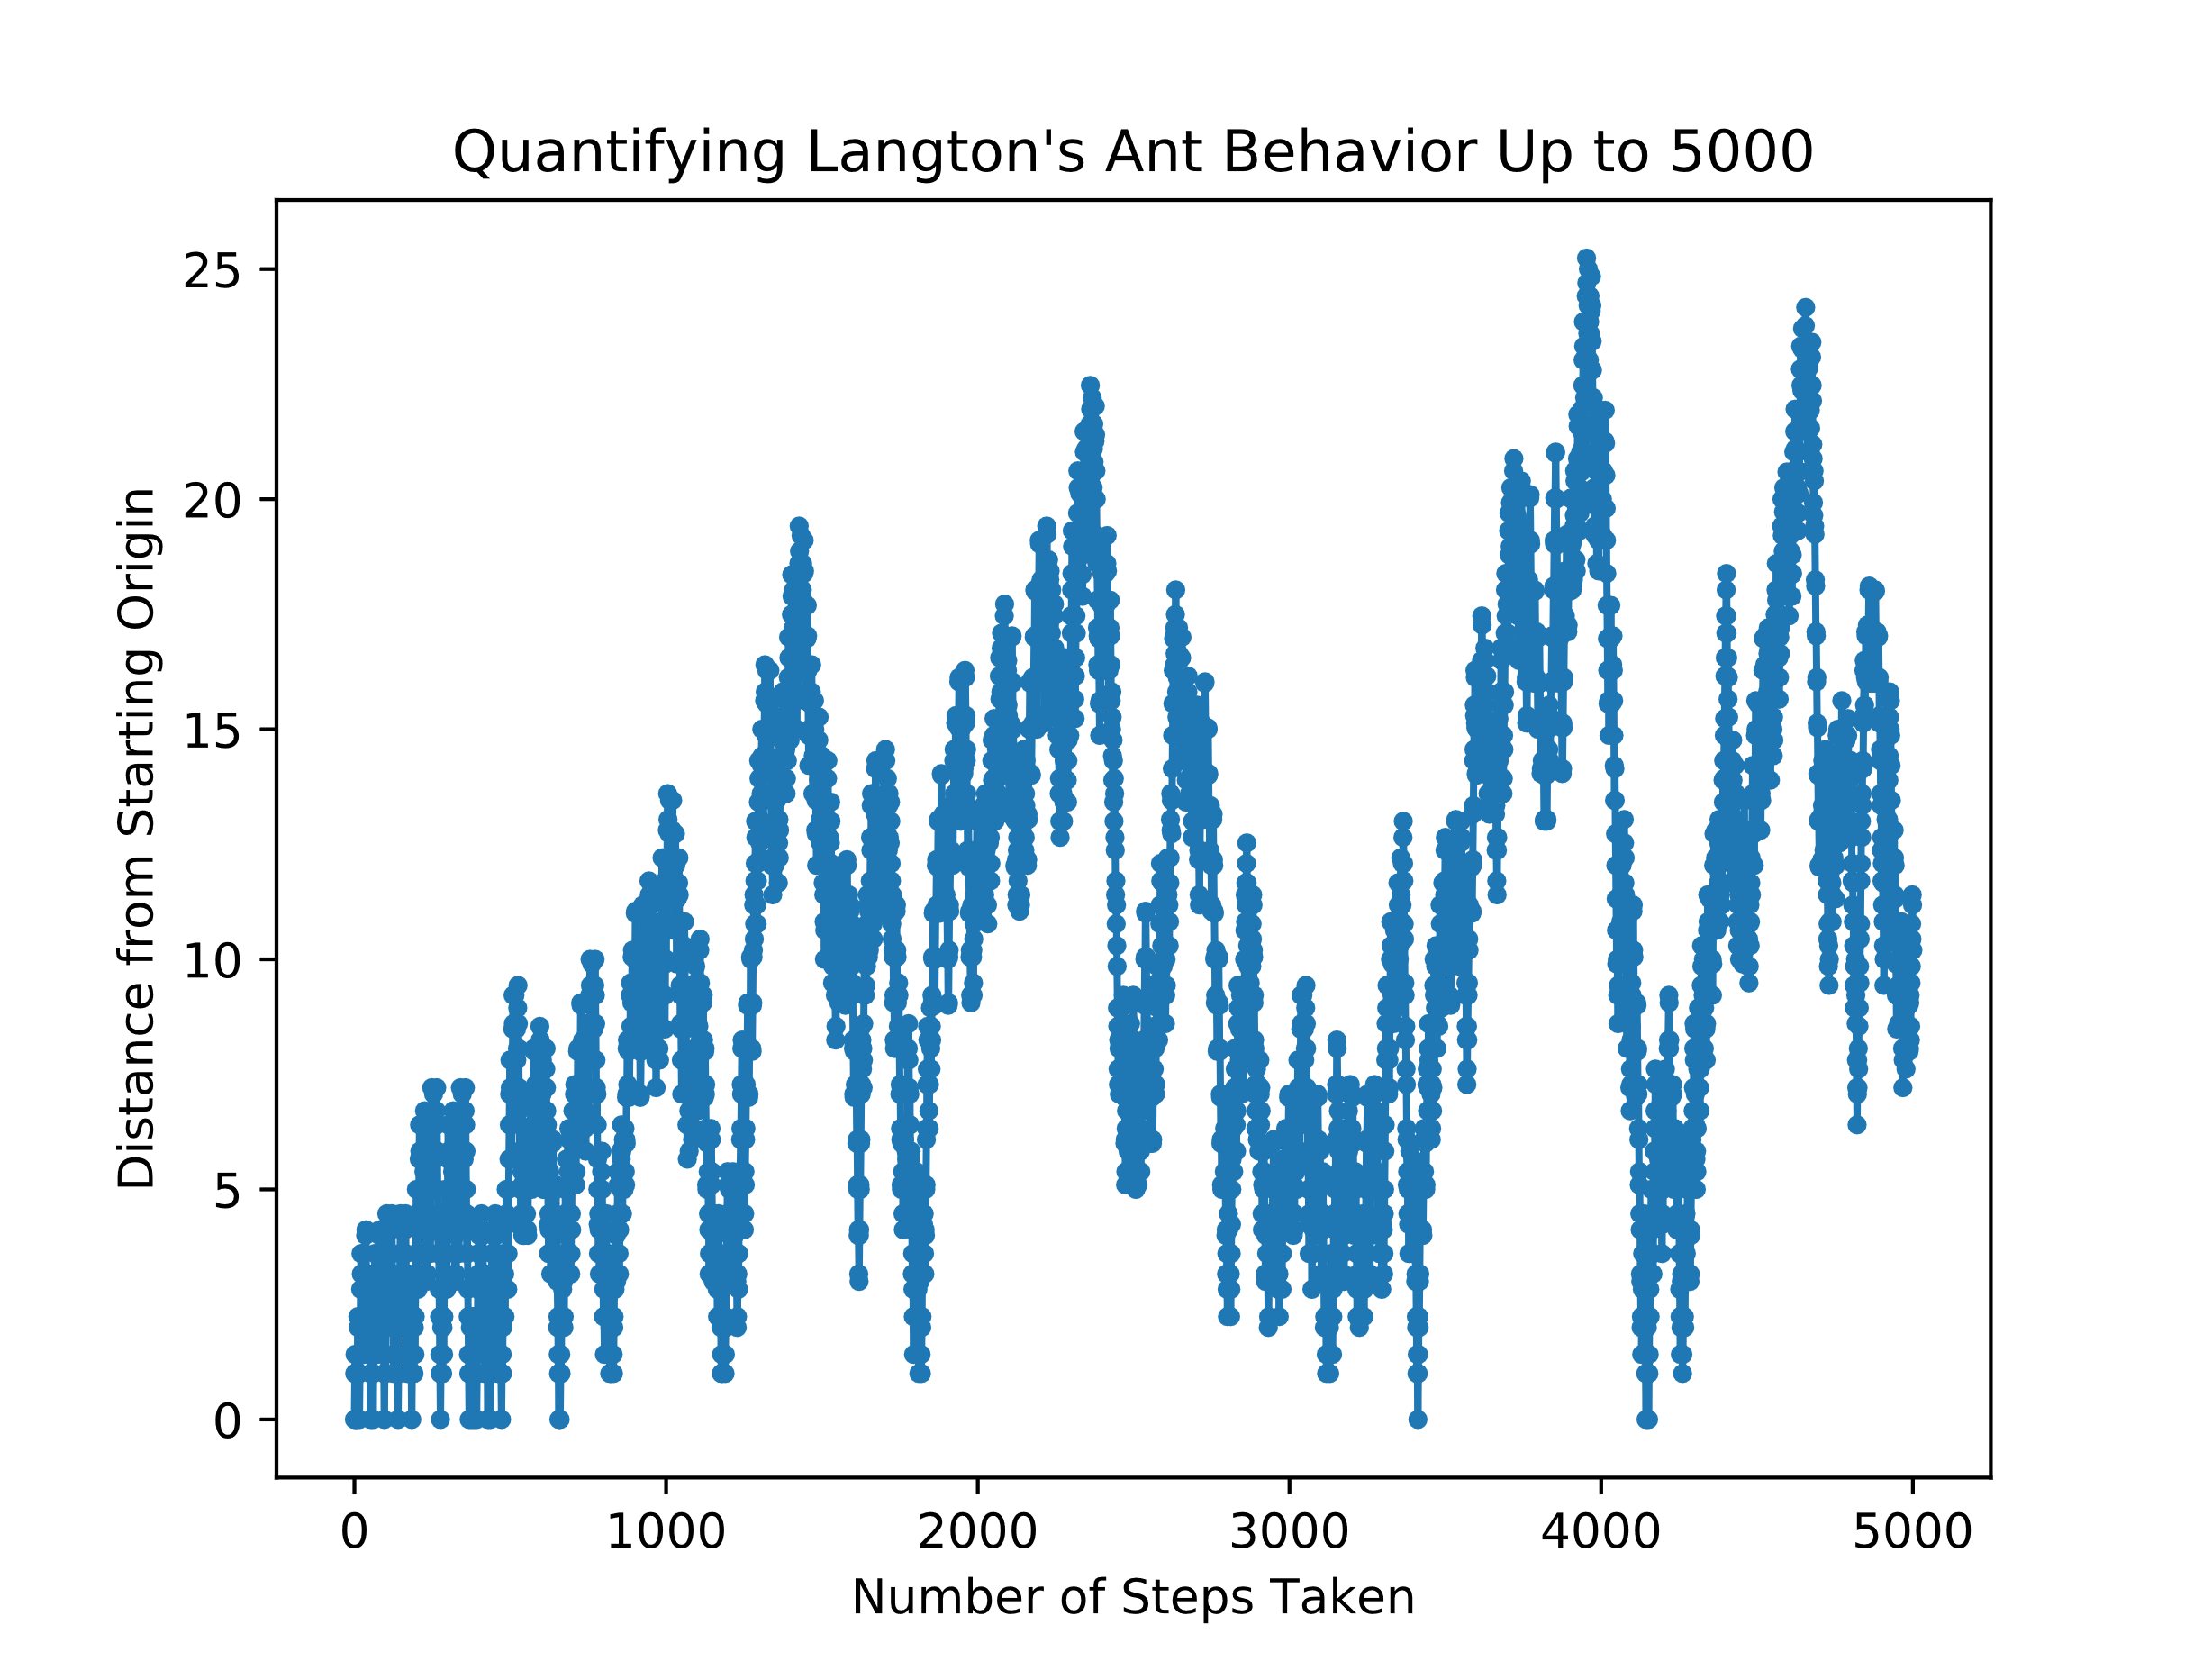 Quantifying Langton's Ant Behavior Up to 5000
Distance from Starting Origin
25
20
15
10
5
0
0 1000 2000 3000 4000 5000
Number of Steps Taken